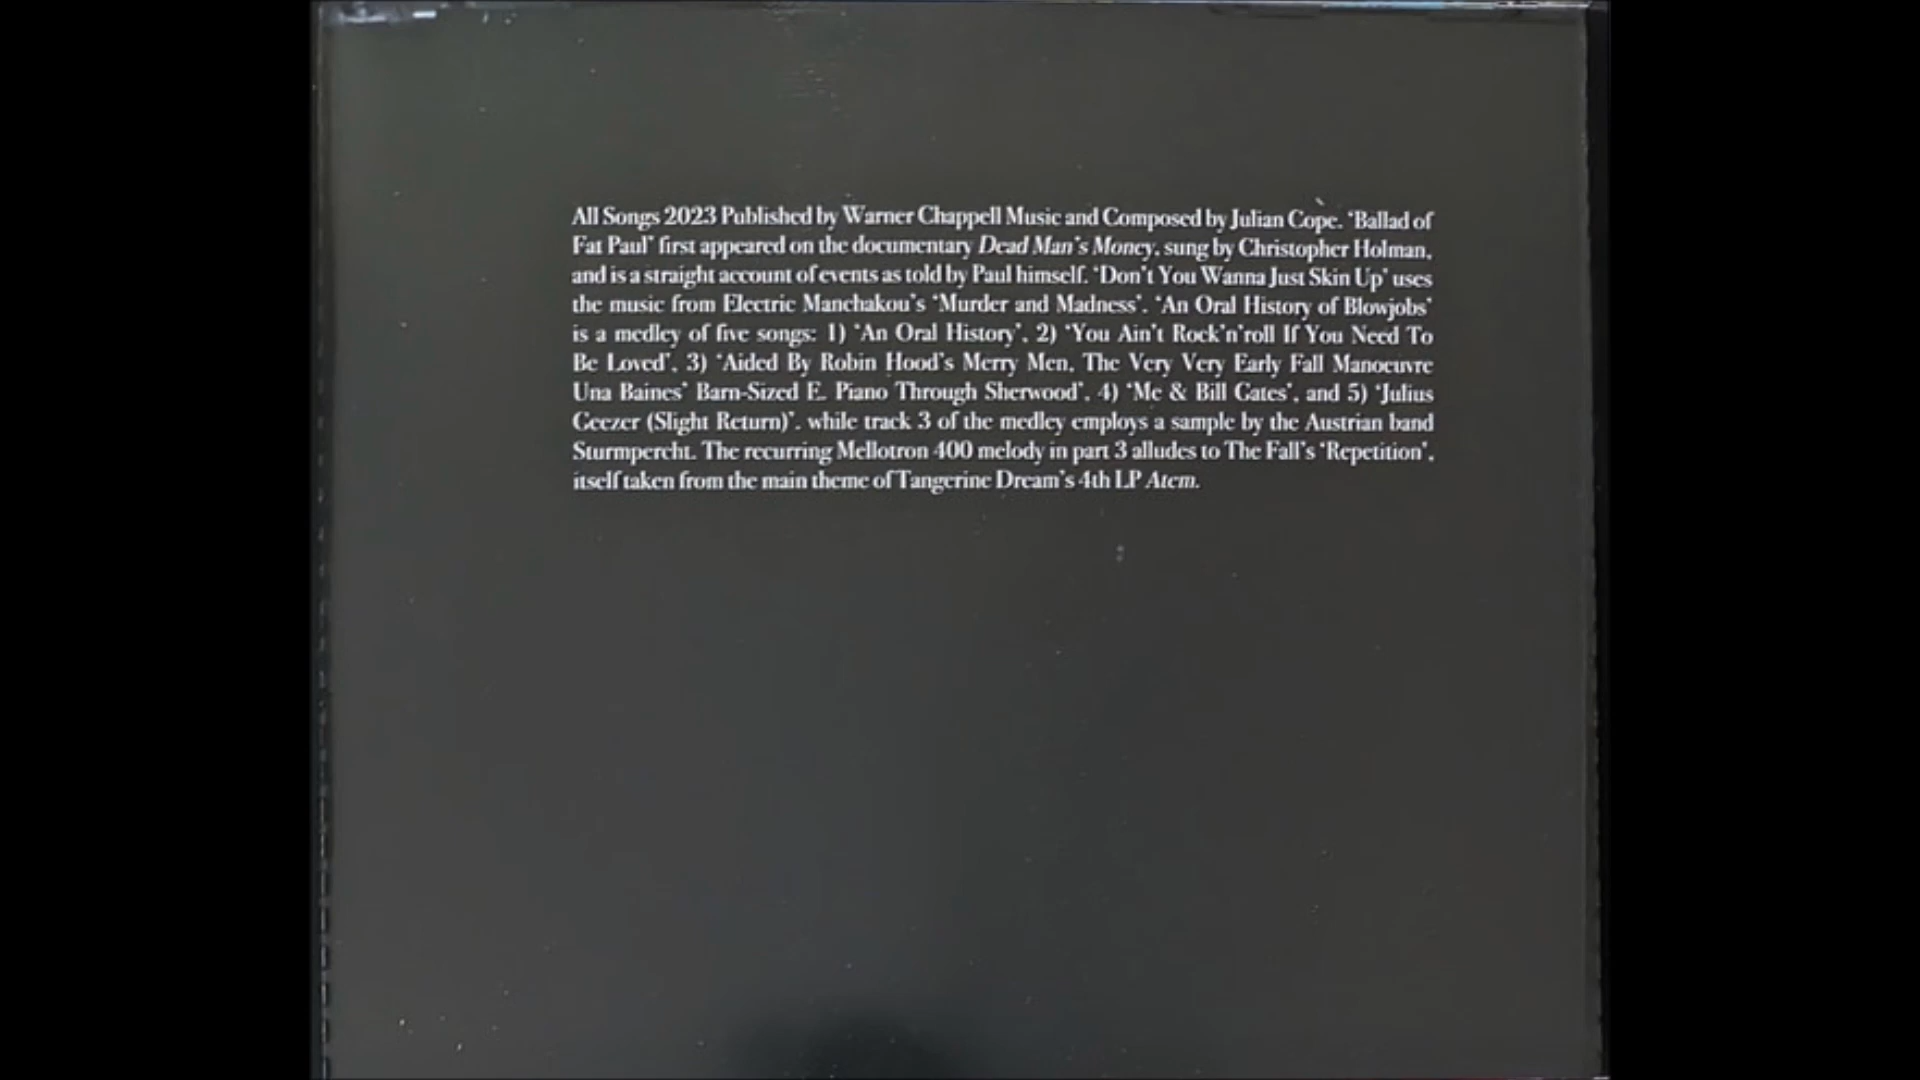 All Songs 2023 Published by Warner Chappell Music and Composed by Julian Cope. ‘Ballad of
Fat Paul’ first appeared on the documentary Dead Man’s Money, sung by Christopher Holman,
and is a straight account of events as told by Paul himself. ‘Don’t You Wanna Just Skin Up’ uses
the music from Electric Manchakou’s ‘Murder and Madness’. ‘An Oral History of Blowjobs’
is a medley of five songs: 1) ‘An Oral History’, 2) ‘You Ain’t Rock’n’roll If You Need To
Be Loved’, 3) ‘Aided By Robin Hood’s Merry Men, The Very Very Early Fall Manoeuvre
Una Baines’ Barn-Sized E. Piano Through Sherwood’, 4) ‘Me & Bill Gates’, and 5) ‘Julius
Geezer (Slight Return)’, while track 3 of the medley employs a sample by the Austrian band
Sturmpercht. The recurring Mellotron 400 melody in part 3 alludes to The Fall’s ‘Repetition’,
itself taken from the main theme of Tangerine Dream’s 4th LP Atem.